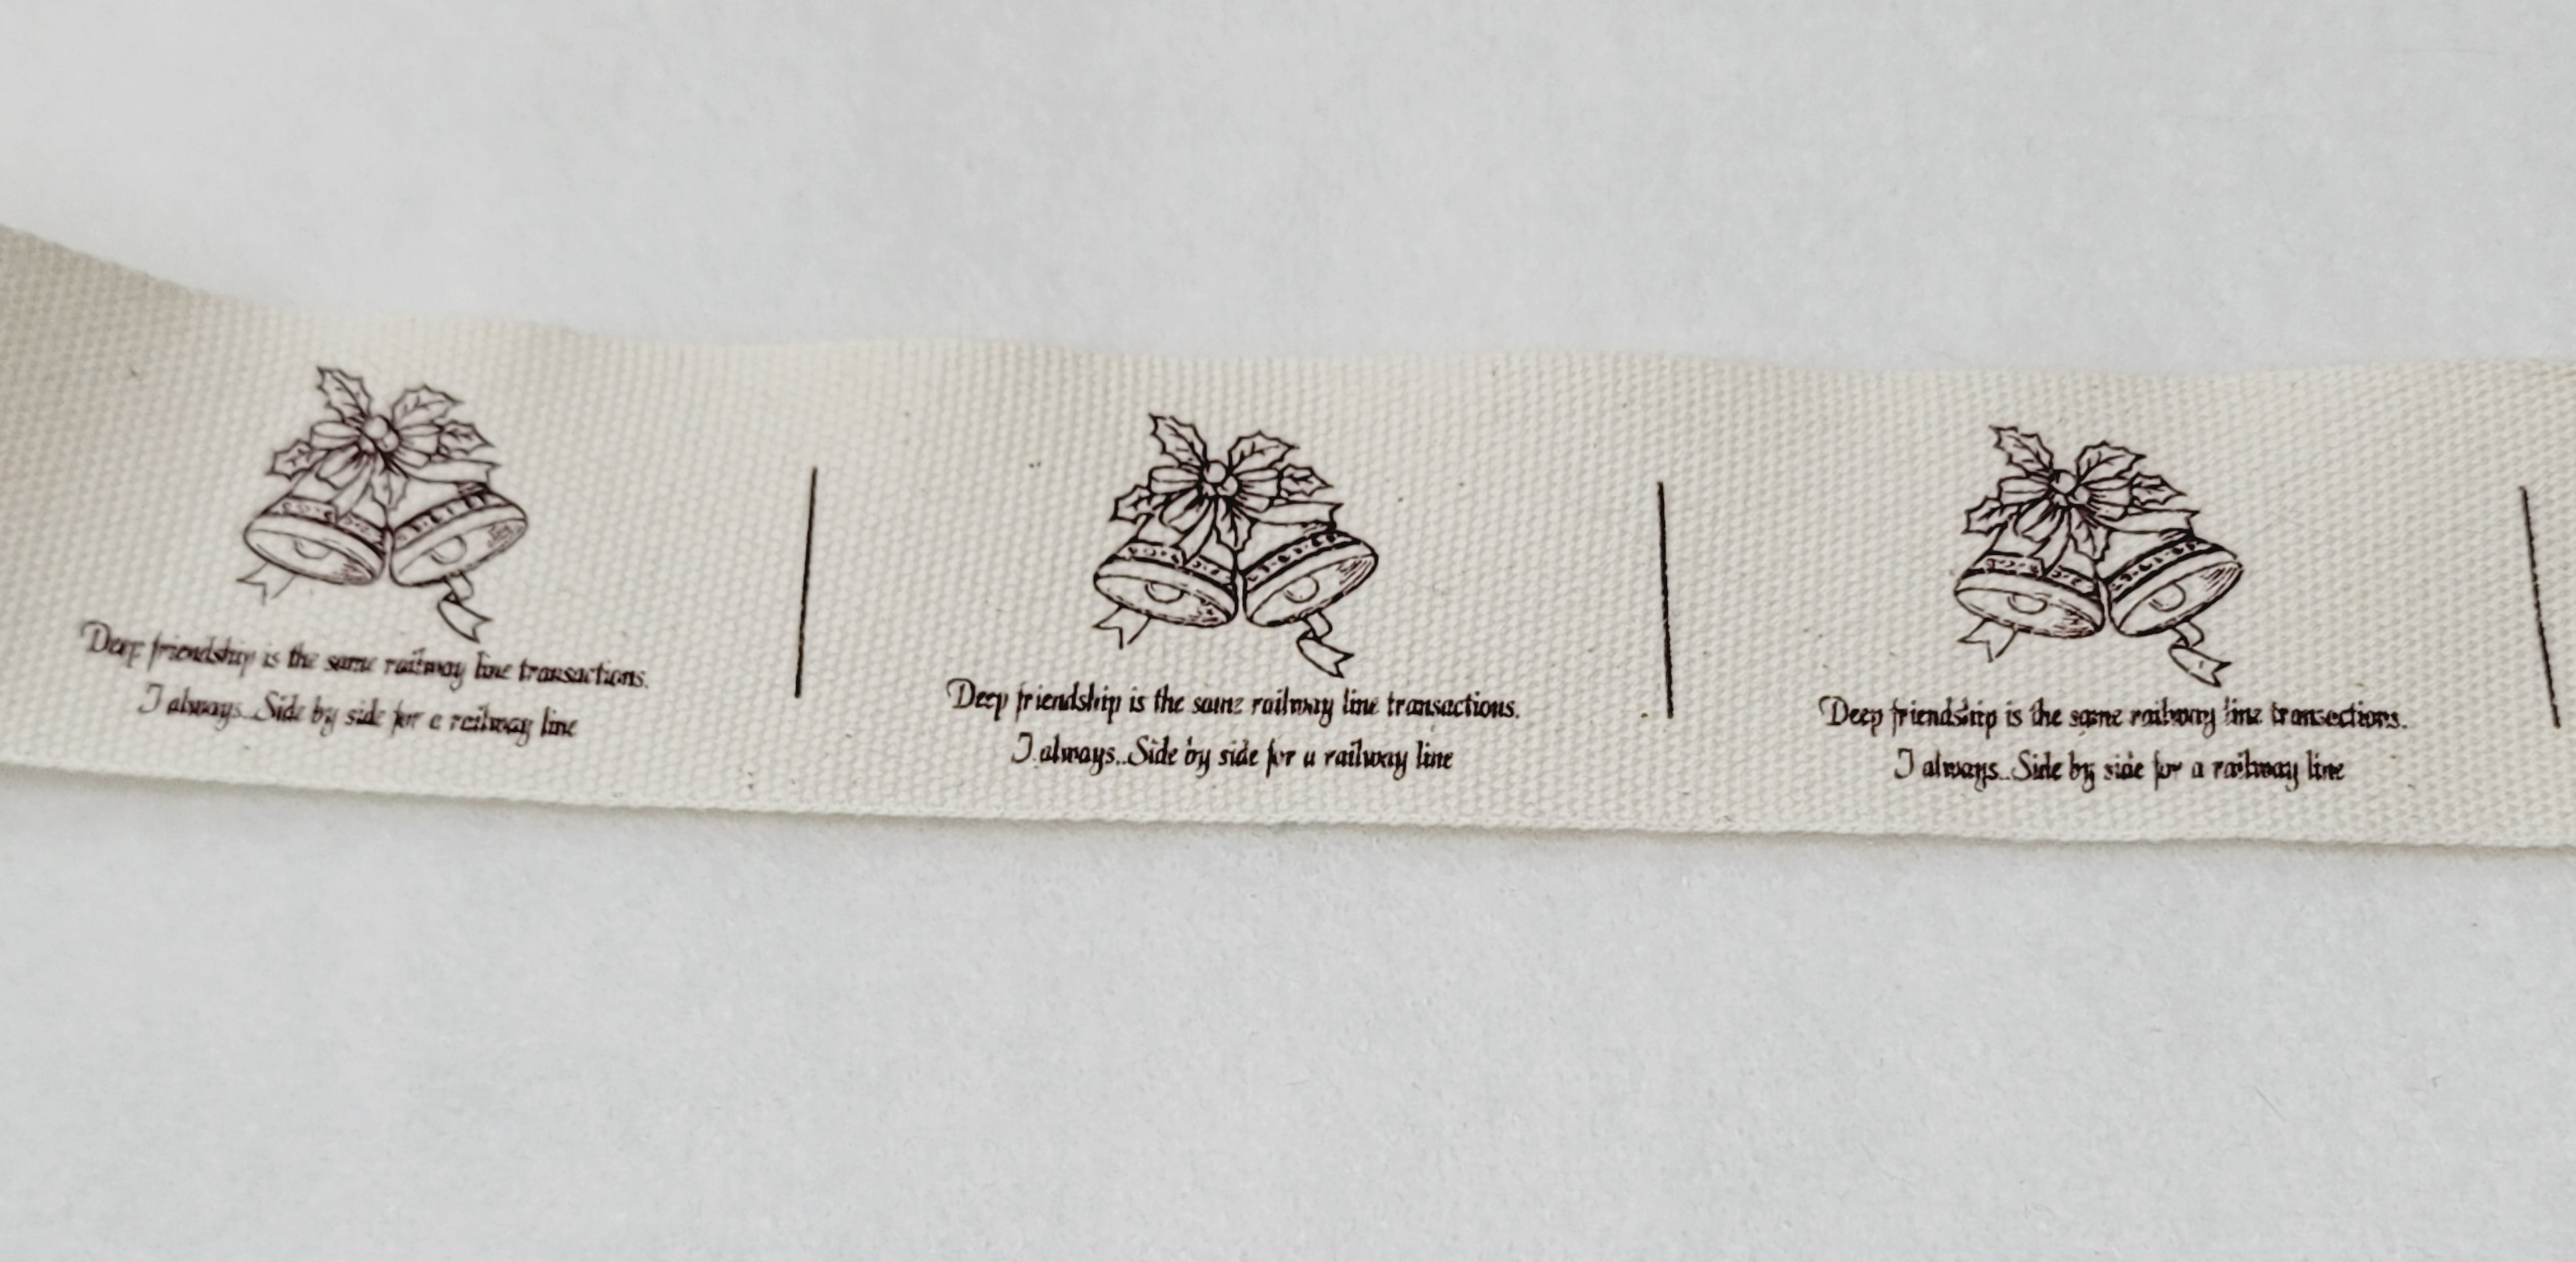 Deep friendship is the same railway line transactions.
I always...Side by side for a railway line
Deep friendship is the same railway line transactions.
I always...Side by side for a railway line
Deep friendship is the same railway line transactions.
I always...Side by side for a railway line